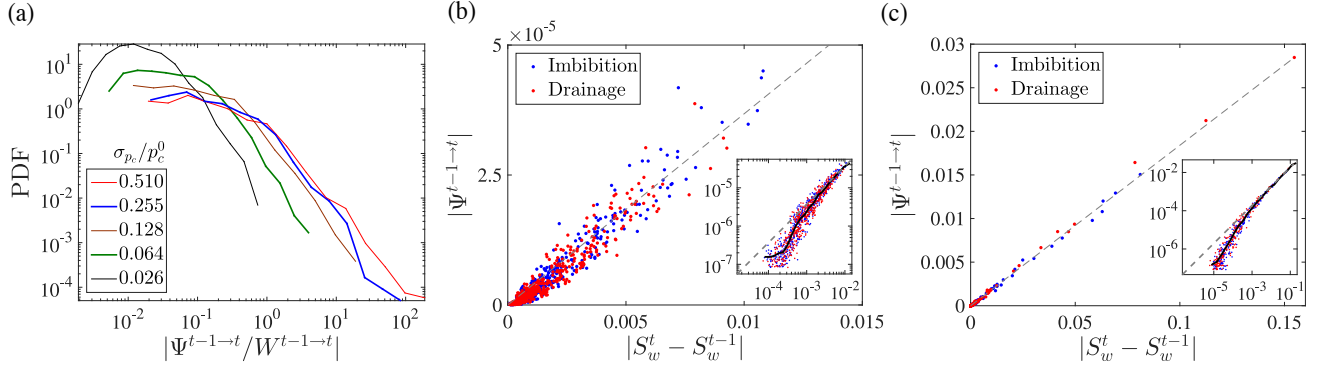 (a)
PDF
10^1
10^0
10^{-1}
10^{-2}
10^{-3}
10^{-4}
σ_{p_c}/p_c^0
0.510
0.255
0.128
0.064
0.026
10^{-2} 10^{-1} 10^0 10^1 10^2
|Ψ^{t-1→t}/W^{t-1→t}|
(b)
×10^{-5}
|Ψ^{t-1→t}|
5
2.5
0
Imbibition
Drainage
10^{-5}
10^{-6}
10^{-7}
10^{-4} 10^{-3} 10^{-2}
0 0.005 0.01 0.015
|S_w^t − S_w^{t-1}|
(c)
|Ψ^{t-1→t}|
0.03
0.025
0.02
0.015
0.01
0.005
0
Imbibition
Drainage
10^{-2}
10^{-4}
10^{-6}
10^{-5} 10^{-3} 10^{-1}
0 0.05 0.1 0.15
|S_w^t − S_w^{t-1}|